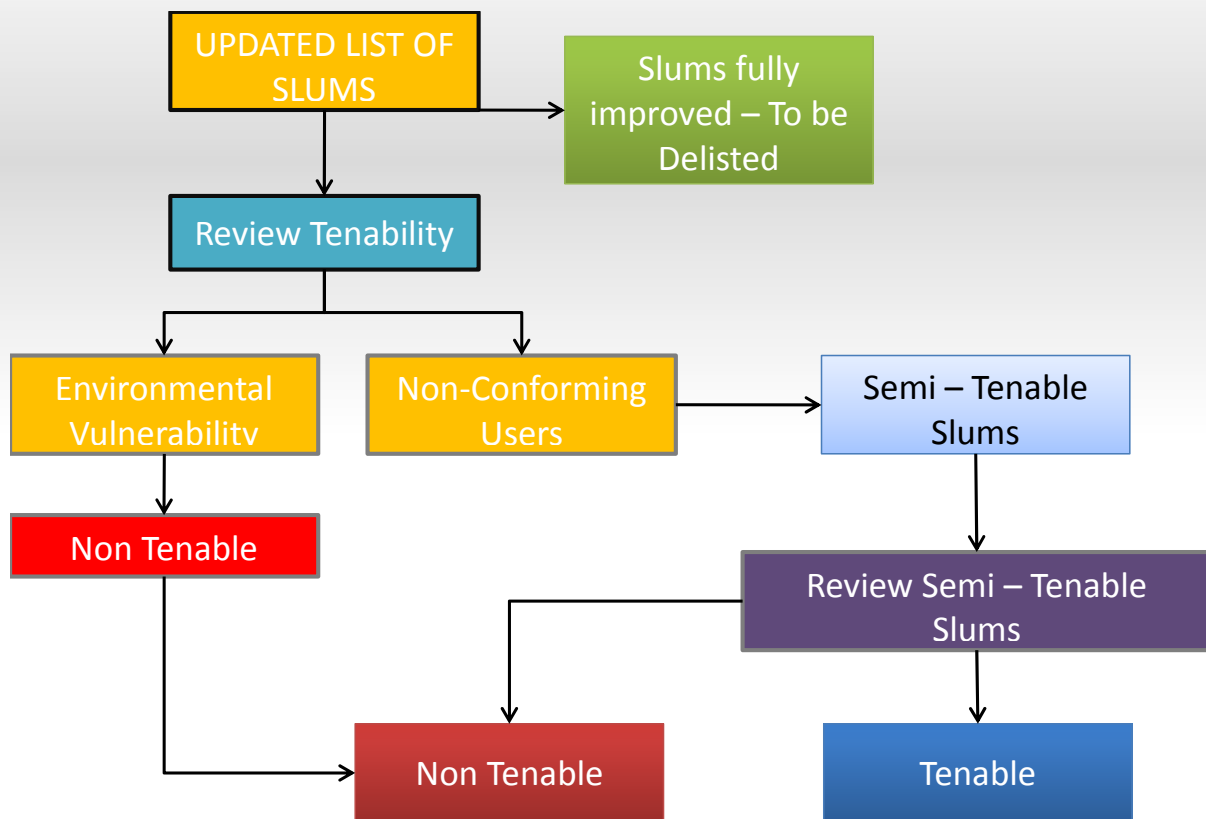 UPDATED LIST OF
SLUMS
Slums fully
improved – To be
Delisted
Review Tenability
Environmental
Vulnerability
Non-Conforming
Users
Semi – Tenable
Slums
Non Tenable
Review Semi – Tenable
Slums
Non Tenable
Tenable